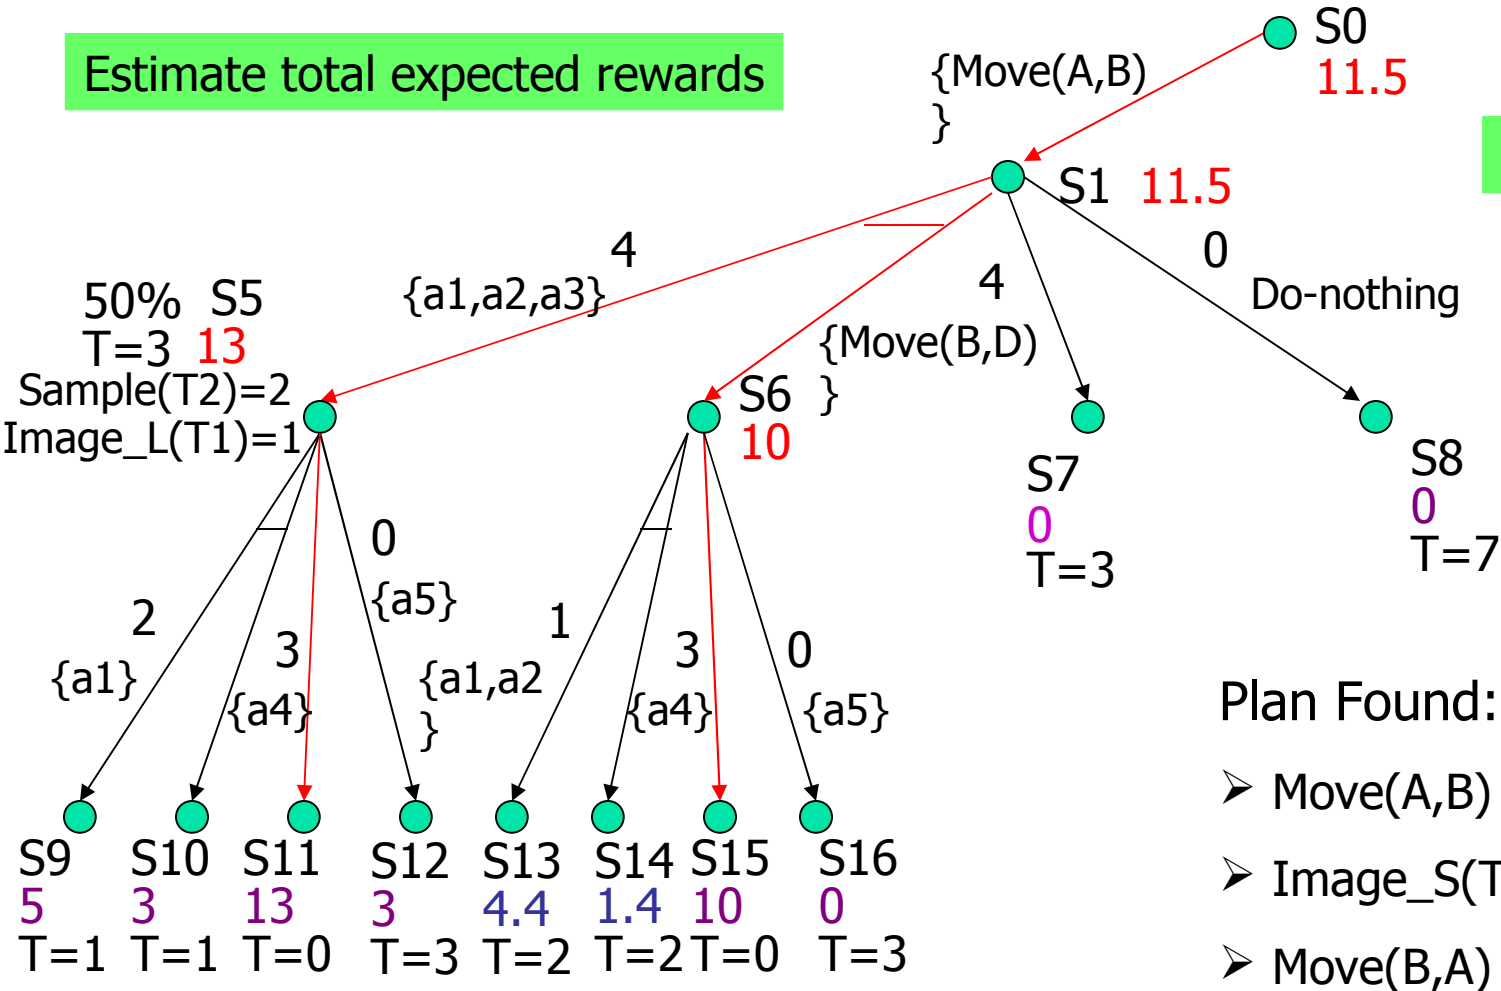 Estimate total expected rewards
S0
11.5
{Move(A,B)
}
S1 11.5
4
{a1,a2,a3}
50% S5
T=3 13
Sample(T2)=2
Image_L(T1)=1
{Move(B,D)
}
S6
10
4
0
Do-nothing
S7
0
T=3
S8
0
T=7
2
{a1}
3
{a4}
0
{a5}
1
{a1,a2
}
3
{a4}
0
{a5}
S9
5
T=1
S10
3
T=1
S11
13
T=0
S12
3
T=3
S13
4.4
T=2
S14
1.4
T=2
S15
10
T=0
S16
0
T=3
Plan Found:
➢ Move(A,B)
➢ Image_S(T
➢ Move(B,A)